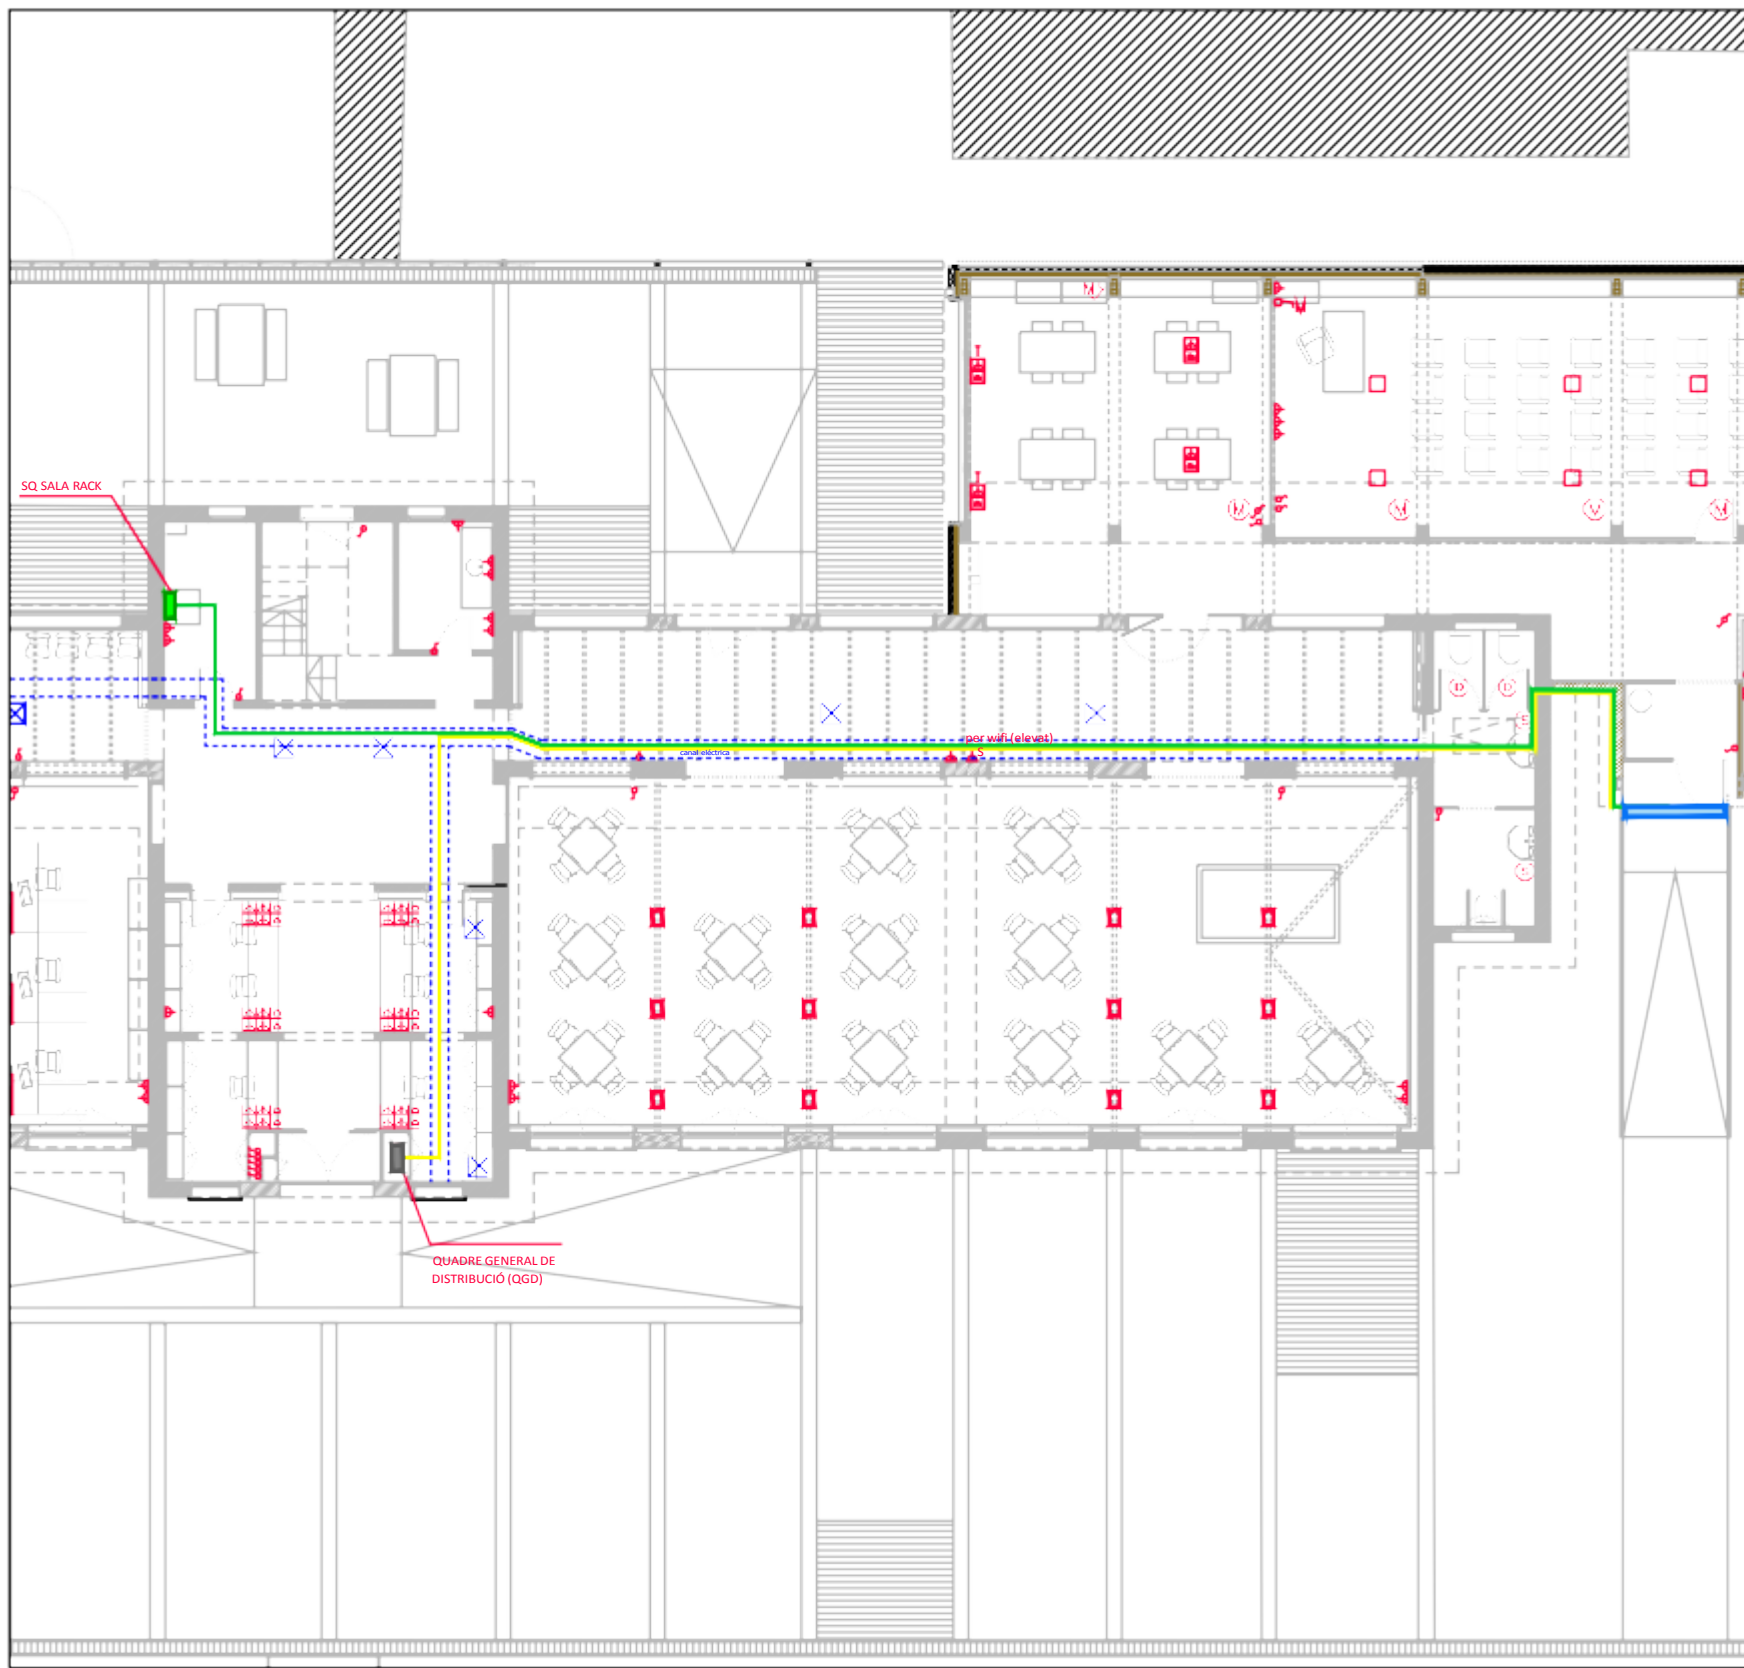 SQ SALA RACK
per wifi (elevat)
S
canal eléctrica
QUADRE GENERAL DE
DISTRIBUCIÓ (QGD)